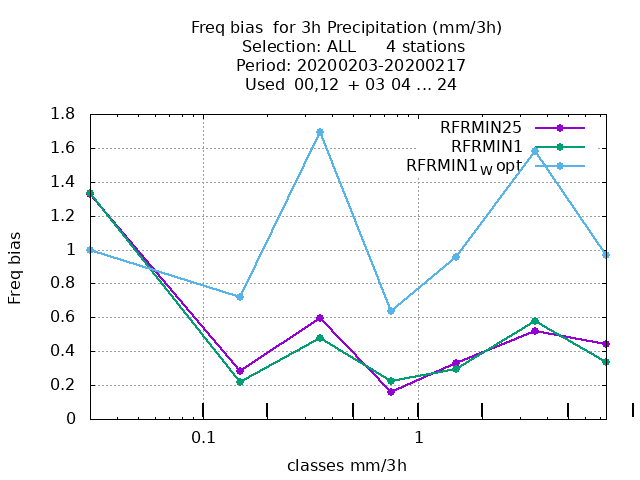 Freq bias  for 3h Precipitation (mm/3h)
Selection: ALL      4 stations
Period: 20200203-20200217
Used  00,12  + 03 04 ... 24
RFRMIN25
RFRMIN1
RFRMIN1W opt
1.8
1.6
1.4
1.2
1
0.8
0.6
0.4
0.2
0
Freq bias
0.1
1
classes mm/3h